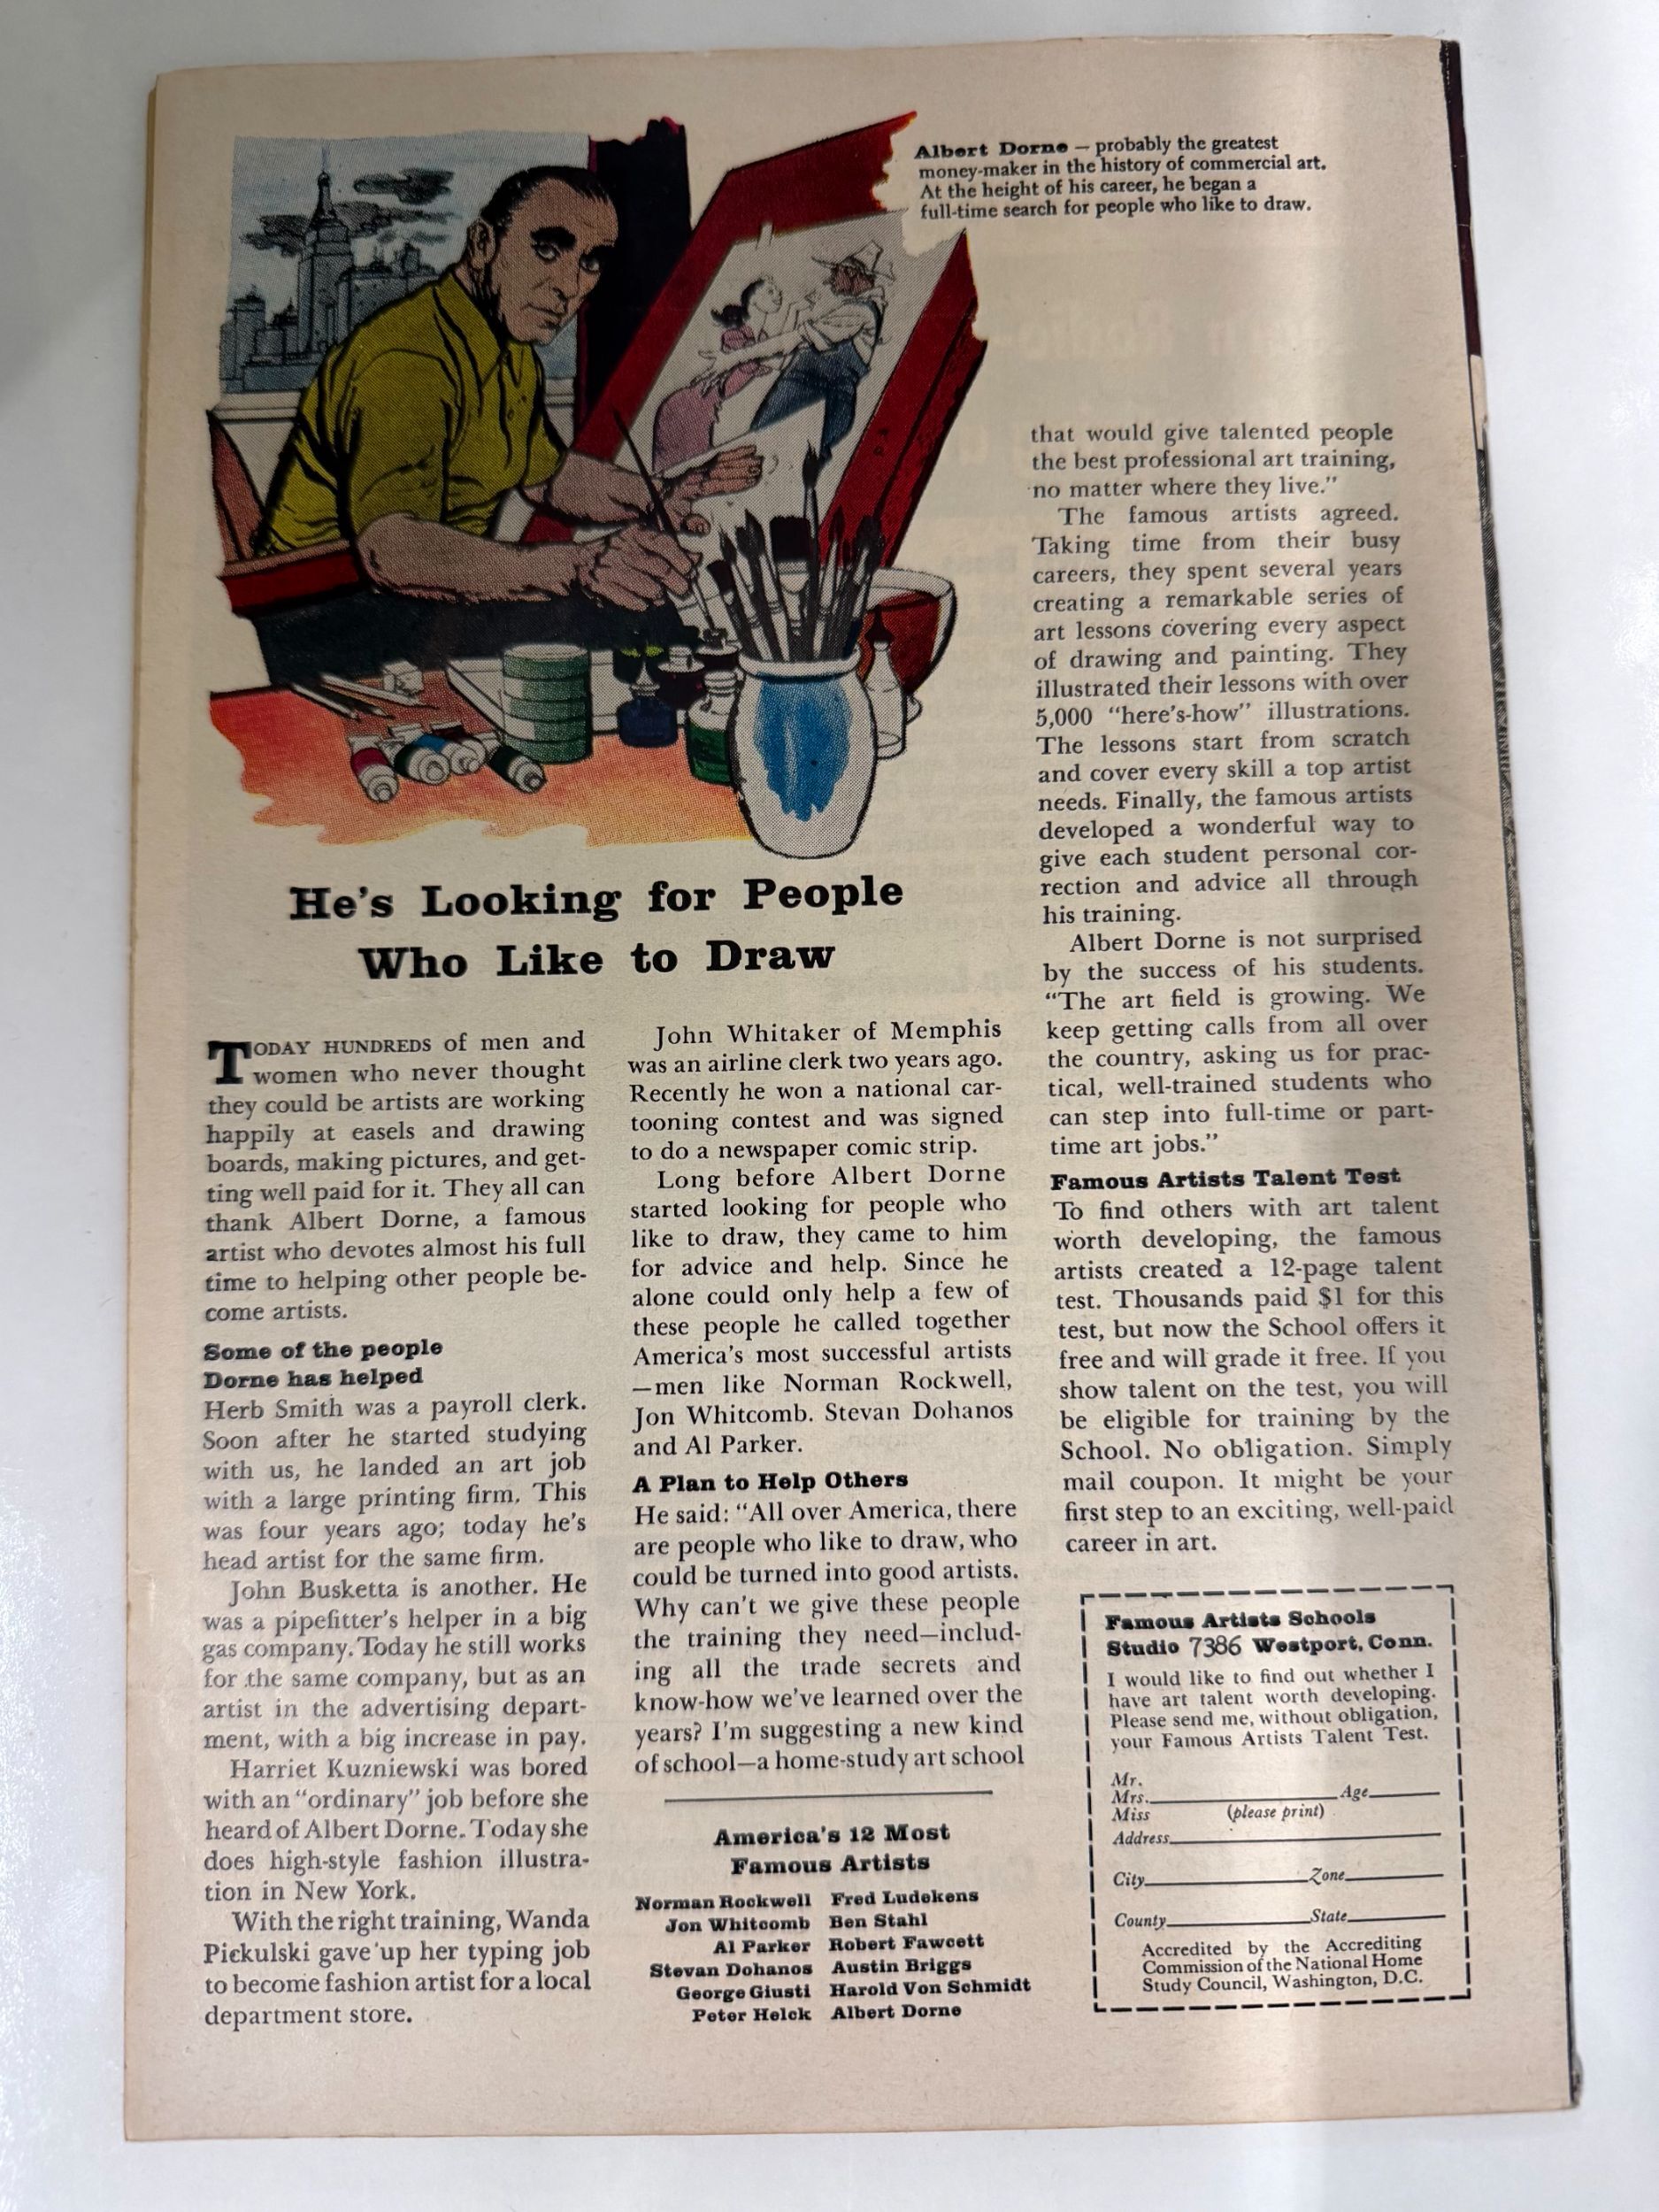 Albert Dorne — probably the greatest
money-maker in the history of commercial art.
At the height of his career, he began a
full-time search for people who like to draw.
He's Looking for People
Who Like to Draw
TODAY HUNDREDS of men and
women who never thought
they could be artists are working
happily at easels and drawing
boards, making pictures, and get-
ting well paid for it. They all can
thank Albert Dorne, a famous
artist who devotes almost his full
time to helping other people be-
come artists.
Some of the people
Dorne has helped
Herb Smith was a payroll clerk.
Soon after he started studying
with us, he landed an art job
with a large printing firm. This
was four years ago; today he's
head artist for the same firm.
John Busketta is another. He
was a pipefitter's helper in a big
gas company. Today he still works
for the same company, but as an
artist in the advertising depart-
ment, with a big increase in pay.
Harriet Kuzniewski was bored
with an "ordinary" job before she
heard of Albert Dorne. Today she
does high-style fashion illustra-
tion in New York.
With the right training, Wanda
Pickulski gave up her typing job
to become fashion artist for a local
department store.
John Whitaker of Memphis
was an airline clerk two years ago.
Recently he won a national car-
tooning contest and was signed
to do a newspaper comic strip.
Long before Albert Dorne
started looking for people who
like to draw, they came to him
for advice and help. Since he
alone could only help a few of
these people he called together
America's most successful artists
—men like Norman Rockwell,
Jon Whitcomb. Stevan Dohanos
and Al Parker.
A Plan to Help Others
He said: "All over America, there
are people who like to draw, who
could be turned into good artists.
Why can't we give these people
the training they need—includ-
ing all the trade secrets and
know-how we've learned over the
years? I'm suggesting a new kind
of school—a home-study art school
America's 12 Most
Famous Artists
Norman Rockwell Fred Ludekens
Jon Whitcomb Ben Stahl
Al Parker Robert Fawcett
Stevan Dohanos Austin Briggs
George Giusti Harold Von Schmidt
Peter Helck Albert Dorne
that would give talented people
the best professional art training,
no matter where they live."
The famous artists agreed.
Taking time from their busy
careers, they spent several years
creating a remarkable series of
art lessons covering every aspect
of drawing and painting. They
illustrated their lessons with over
5,000 "here's-how" illustrations.
The lessons start from scratch
and cover every skill a top artist
needs. Finally, the famous artists
developed a wonderful way to
give each student personal cor-
rection and advice all through
his training.
Albert Dorne is not surprised
by the success of his students.
"The art field is growing. We
keep getting calls from all over
the country, asking us for prac-
tical, well-trained students who
can step into full-time or part-
time art jobs."
Famous Artists Talent Test
To find others with art talent
worth developing, the famous
artists created a 12-page talent
test. Thousands paid $1 for this
test, but now the School offers it
free and will grade it free. If you
show talent on the test, you will
be eligible for training by the
School. No obligation. Simply
mail coupon. It might be your
first step to an exciting, well-paid
career in art.
Famous Artists Schools
Studio 7386 Westport, Conn.
I would like to find out whether I
have art talent worth developing.
Please send me, without obligation,
your Famous Artists Talent Test.
Mr.
Mrs. Age
Miss (please print)
Address
City Zone
County State
Accredited by the Accrediting
Commission of the National Home
Study Council, Washington, D.C.